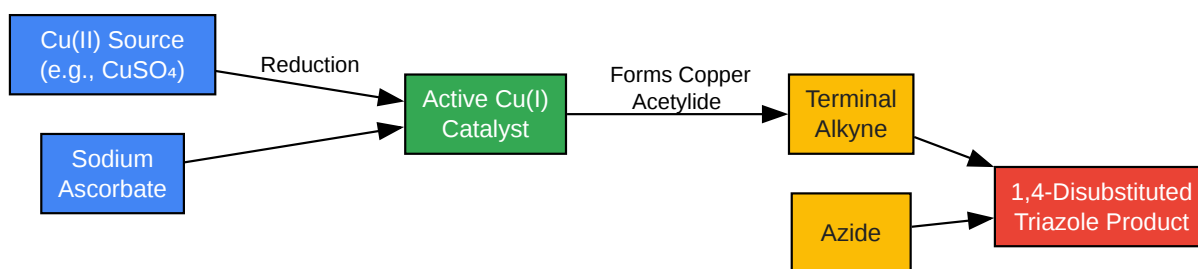 Cu(II) Source
(e.g., CuSO₄)
Reduction
Sodium
Ascorbate
Active Cu(I)
Catalyst
Forms Copper
Acetylide
Terminal
Alkyne
Azide
1,4-Disubstituted
Triazole Product